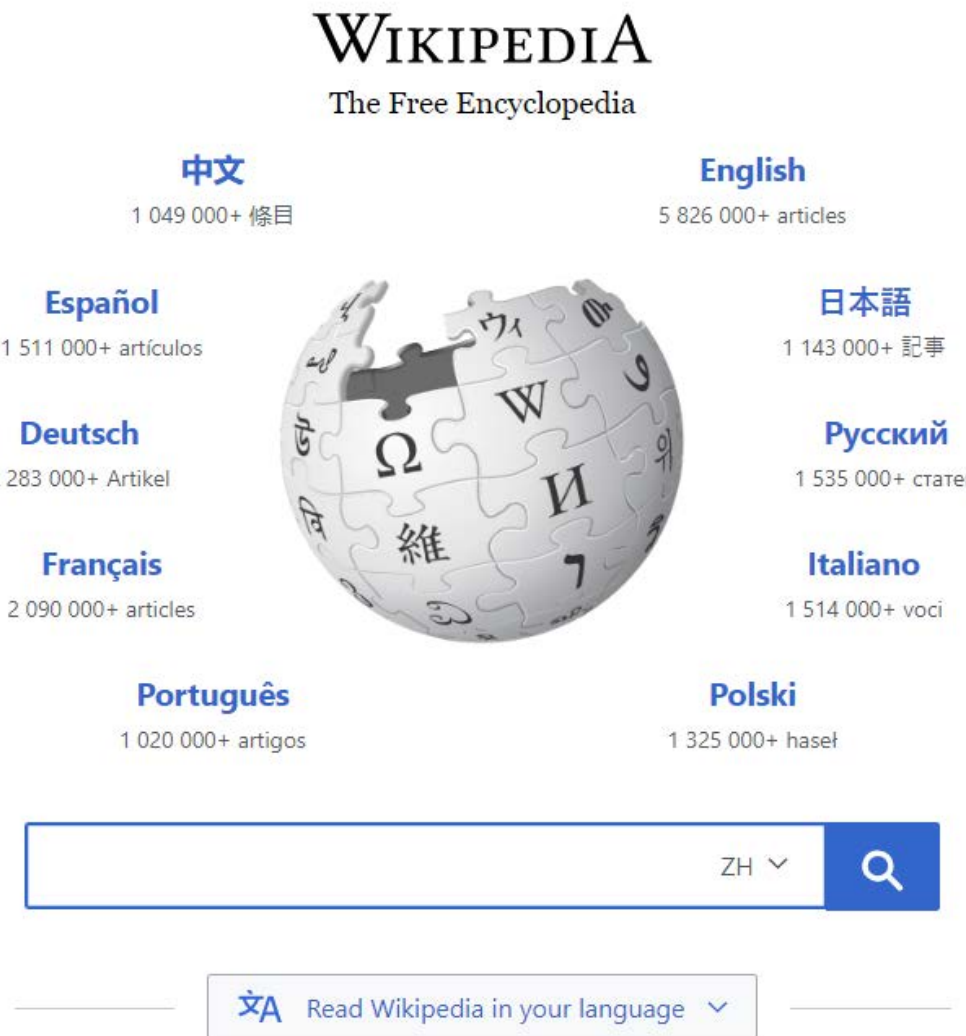 WIKIPEDIA
The Free Encyclopedia
中文
1 049 000+ 條目
English
5 826 000+ articles
Español
1 511 000+ artículos
日本語
1 143 000+ 記事
Deutsch
283 000+ Artikel
Русский
1 535 000+
Français
2 090 000+ articles
Italiano
1 514 000+ voci
Português
1 020 000+ artigos
Polski
1 325 000+ haseł
Ω
W
И
維
ウィ
ZH
Read Wikipedia in your language